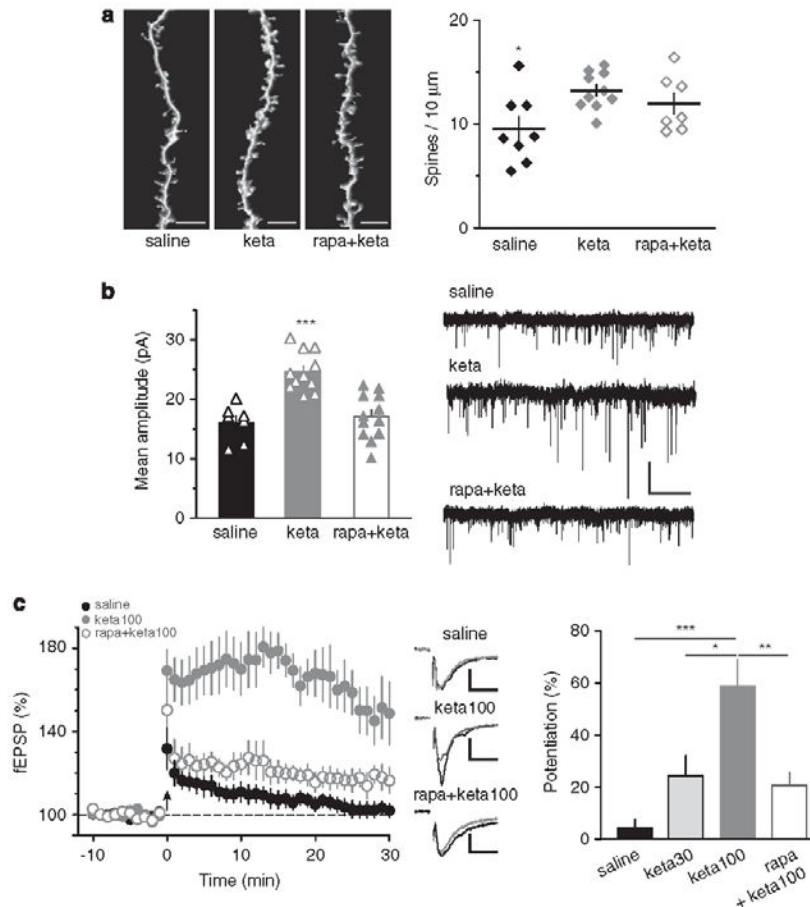 a
saline keta rapa+keta
Spines / 10 μm
20
10
0
*
saline keta rapa+keta
b
Mean amplitude (pA)
30
20
10
0
***
saline keta rapa+keta
saline
keta
rapa+keta
c
saline
keta100
rapa+keta100
fEPSP (%)
180
140
100
-10 0 10 20 30
Time (min)
saline
keta100
rapa+keta100
Potentiation (%)
80
60
40
20
0
***
* **
saline keta30 keta100 rapa
+ keta100